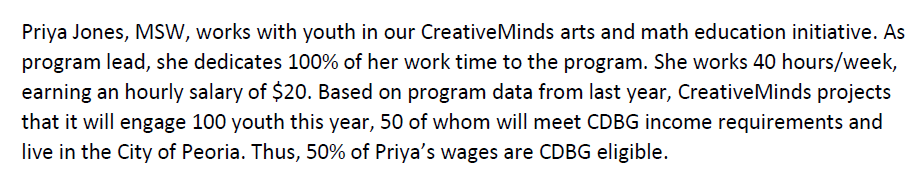 Priya Jones, MSW, works with youth in our CreativeMinds arts and math education initiative. As
program lead, she dedicates 100% of her work time to the program. She works 40 hours/week,
earning an hourly salary of $20. Based on program data from last year, CreativeMinds projects
that it will engage 100 youth this year, 50 of whom will meet CDBG income requirements and
live in the City of Peoria. Thus, 50% of Priya’s wages are CDBG eligible.